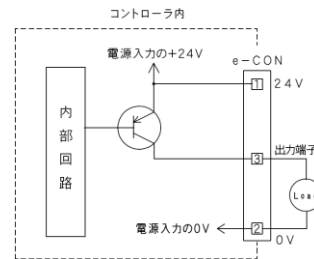 コントローラ内
電源入力の+24V
e-CON
1 24V
内部回路
3 出力端子
Load
電源入力の0V
2 0V